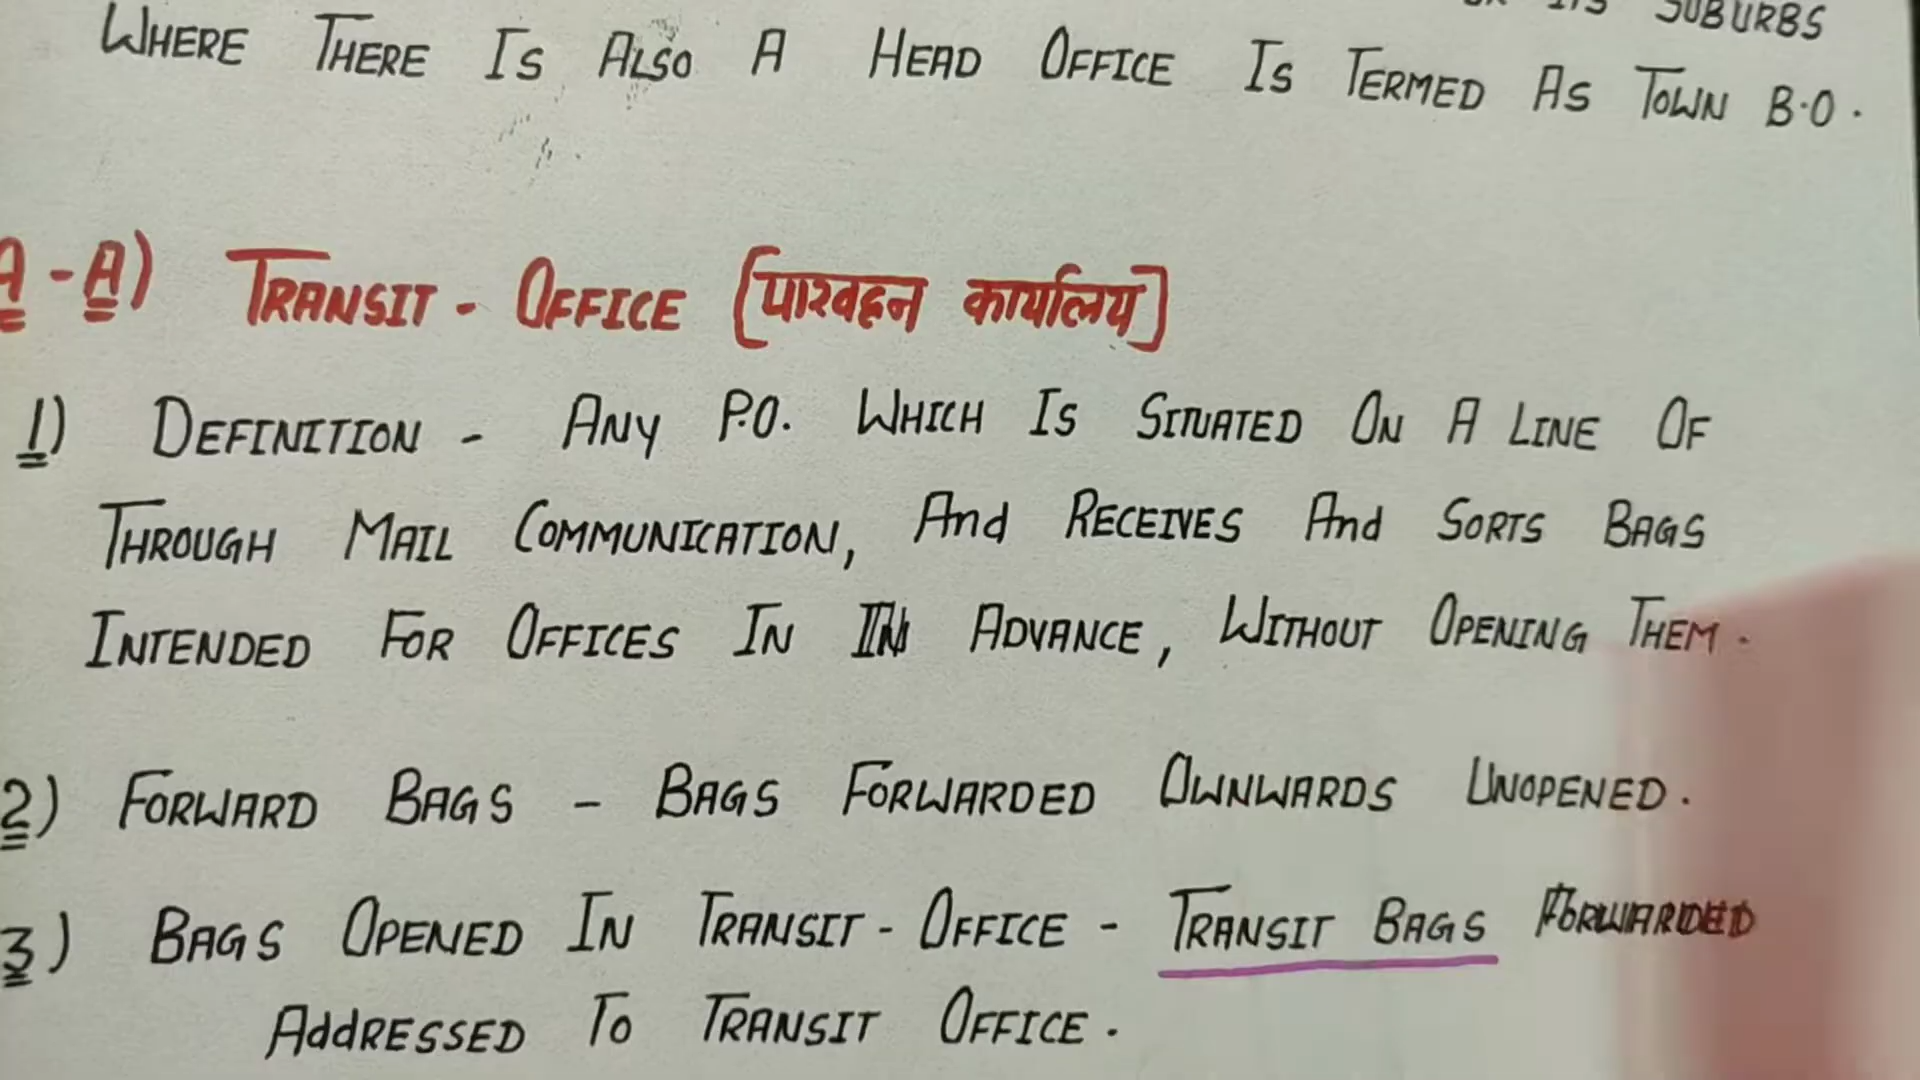 ITS SUBURBS
WHERE THERE IS ALSO A HEAD OFFICE IS TERMED AS TOWN B.O.
A-A) TRANSIT-OFFICE [पारवहन कार्यालय]
1) DEFINITION - ANY P.O. WHICH IS SITUATED ON A LINE OF
THROUGH MAIL COMMUNICATION, And RECEIVES And SORTS BAGS
INTENDED FOR OFFICES IN IN ADVANCE, WITHOUT OPENING THEM.
2) FORWARD BAGS - BAGS FORWARDED OWNWARDS UNOPENED.
3) BAGS OPENED IN TRANSIT-OFFICE - TRANSIT BAGS FORWARDED
AddRESSED TO TRANSIT OFFICE.